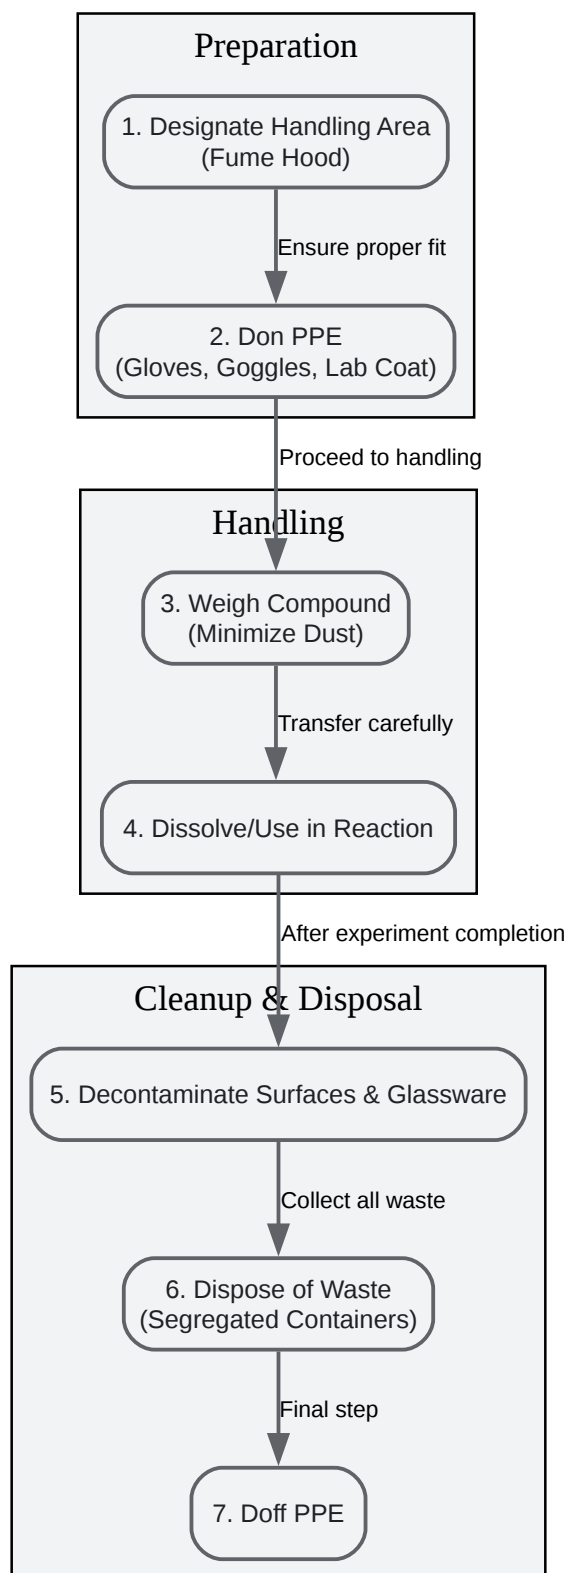 Preparation
1. Designate Handling Area
(Fume Hood)
Ensure proper fit
2. Don PPE
(Gloves, Goggles, Lab Coat)
Proceed to handling
Handling
3. Weigh Compound
(Minimize Dust)
Transfer carefully
4. Dissolve/Use in Reaction
After experiment completion
Cleanup & Disposal
5. Decontaminate Surfaces & Glassware
Collect all waste
6. Dispose of Waste
(Segregated Containers)
Final step
7. Doff PPE